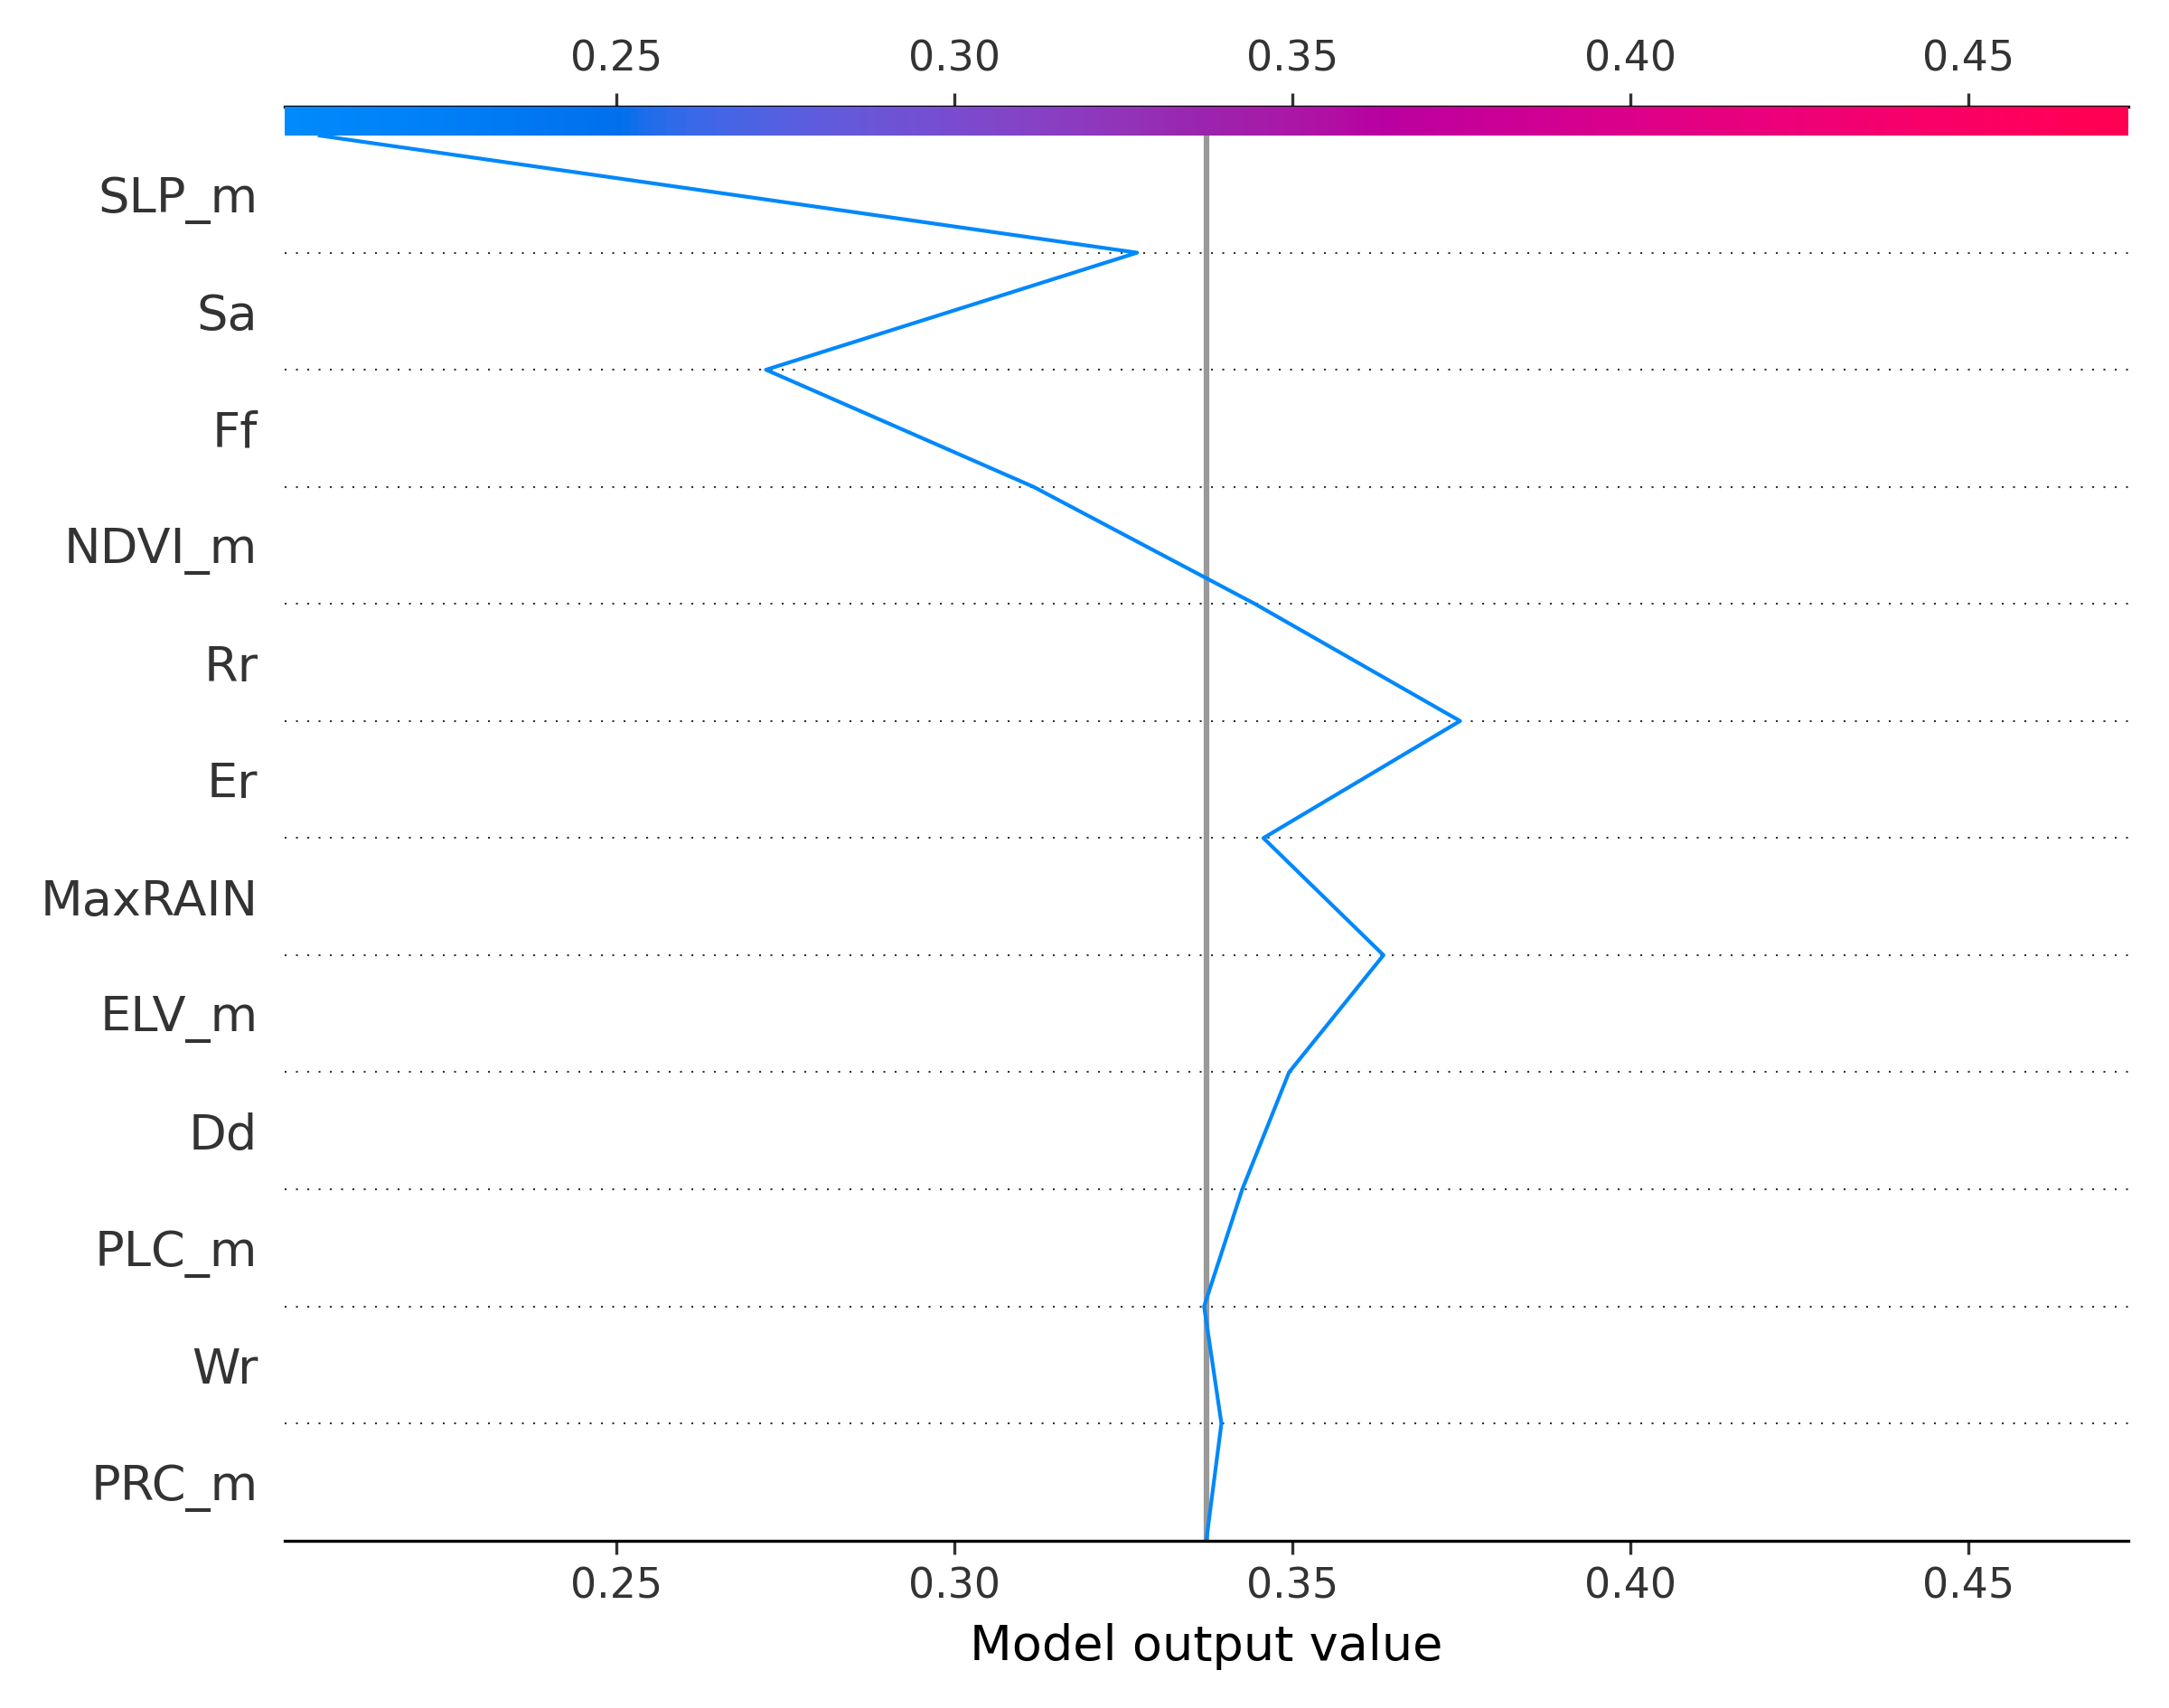 0.25 0.30 0.35 0.40 0.45
SLP_m
Sa
Ff
NDVI_m
Rr
Er
MaxRAIN
ELV_m
Dd
PLC_m
Wr
PRC_m
0.25 0.30 0.35 0.40 0.45
Model output value